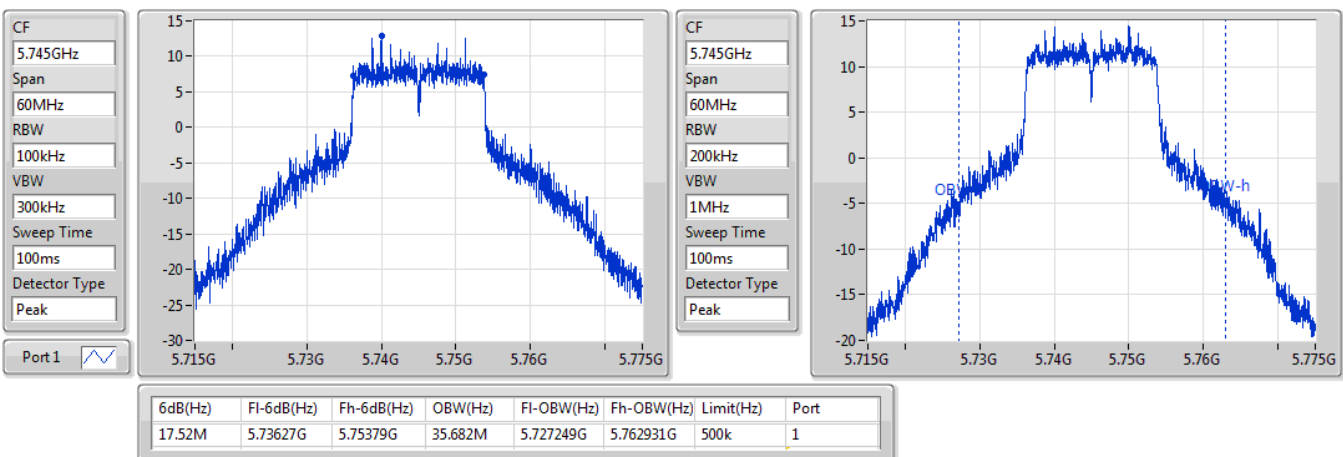 CF
5.745GHz
Span
60MHz
RBW
100kHz
VBW
300kHz
Sweep Time
100ms
Detector Type
Peak
Port 1
15
10
5
0
-5
-10
-15
-20
-25
-30
5.715G 5.73G 5.74G 5.75G 5.76G 5.775G
CF
5.745GHz
Span
60MHz
RBW
200kHz
VBW
1MHz
Sweep Time
100ms
Detector Type
Peak
15
10
5
0
-5
-10
-15
-20
W-h
5.715G 5.73G 5.74G 5.75G 5.76G 5.775G
6dB(Hz) Fl-6dB(Hz) Fh-6dB(Hz) OBW(Hz) Fl-OBW(Hz) Fh-OBW(Hz) Limit(Hz) Port
17.52M 5.73627G 5.75379G 35.682M 5.727249G 5.762931G 500k 1